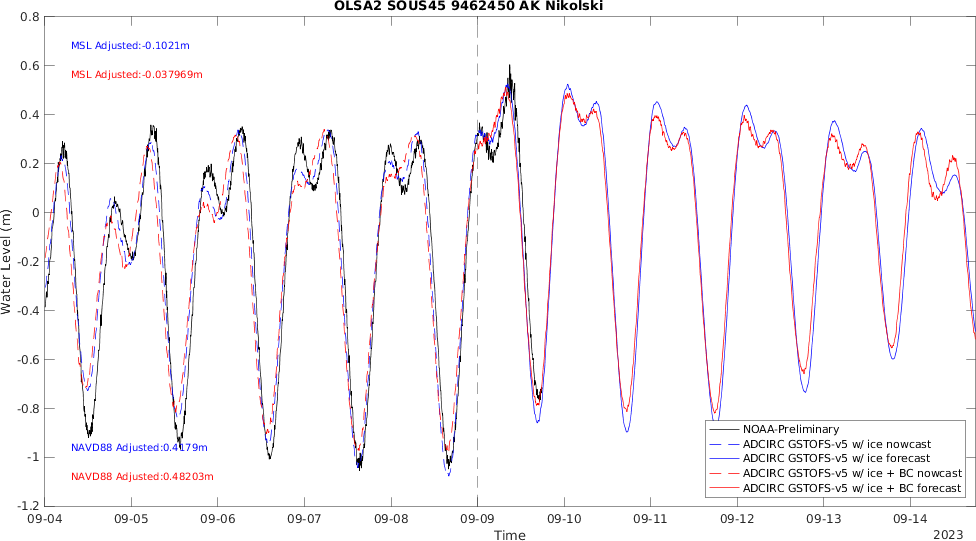 OLSA2 SOUS45 9462450 AK Nikolski
MSL Adjusted:-0.1021m
MSL Adjusted:-0.037969m
NAVD88 Adjusted:0.4179m
NAVD88 Adjusted:0.48203m
Water Level (m)
0.8
0.6
0.4
0.2
0
-0.2
-0.4
-0.6
-0.8
-1
-1.2
NOAA-Preliminary
ADCIRC GSTOFS-v5 w/ ice nowcast
ADCIRC GSTOFS-v5 w/ ice forecast
ADCIRC GSTOFS-v5 w/ ice + BC nowcast
ADCIRC GSTOFS-v5 w/ ice + BC forecast
09-04 09-05 09-06 09-07 09-08 09-09 09-10 09-11 09-12 09-13 09-14
Time
2023